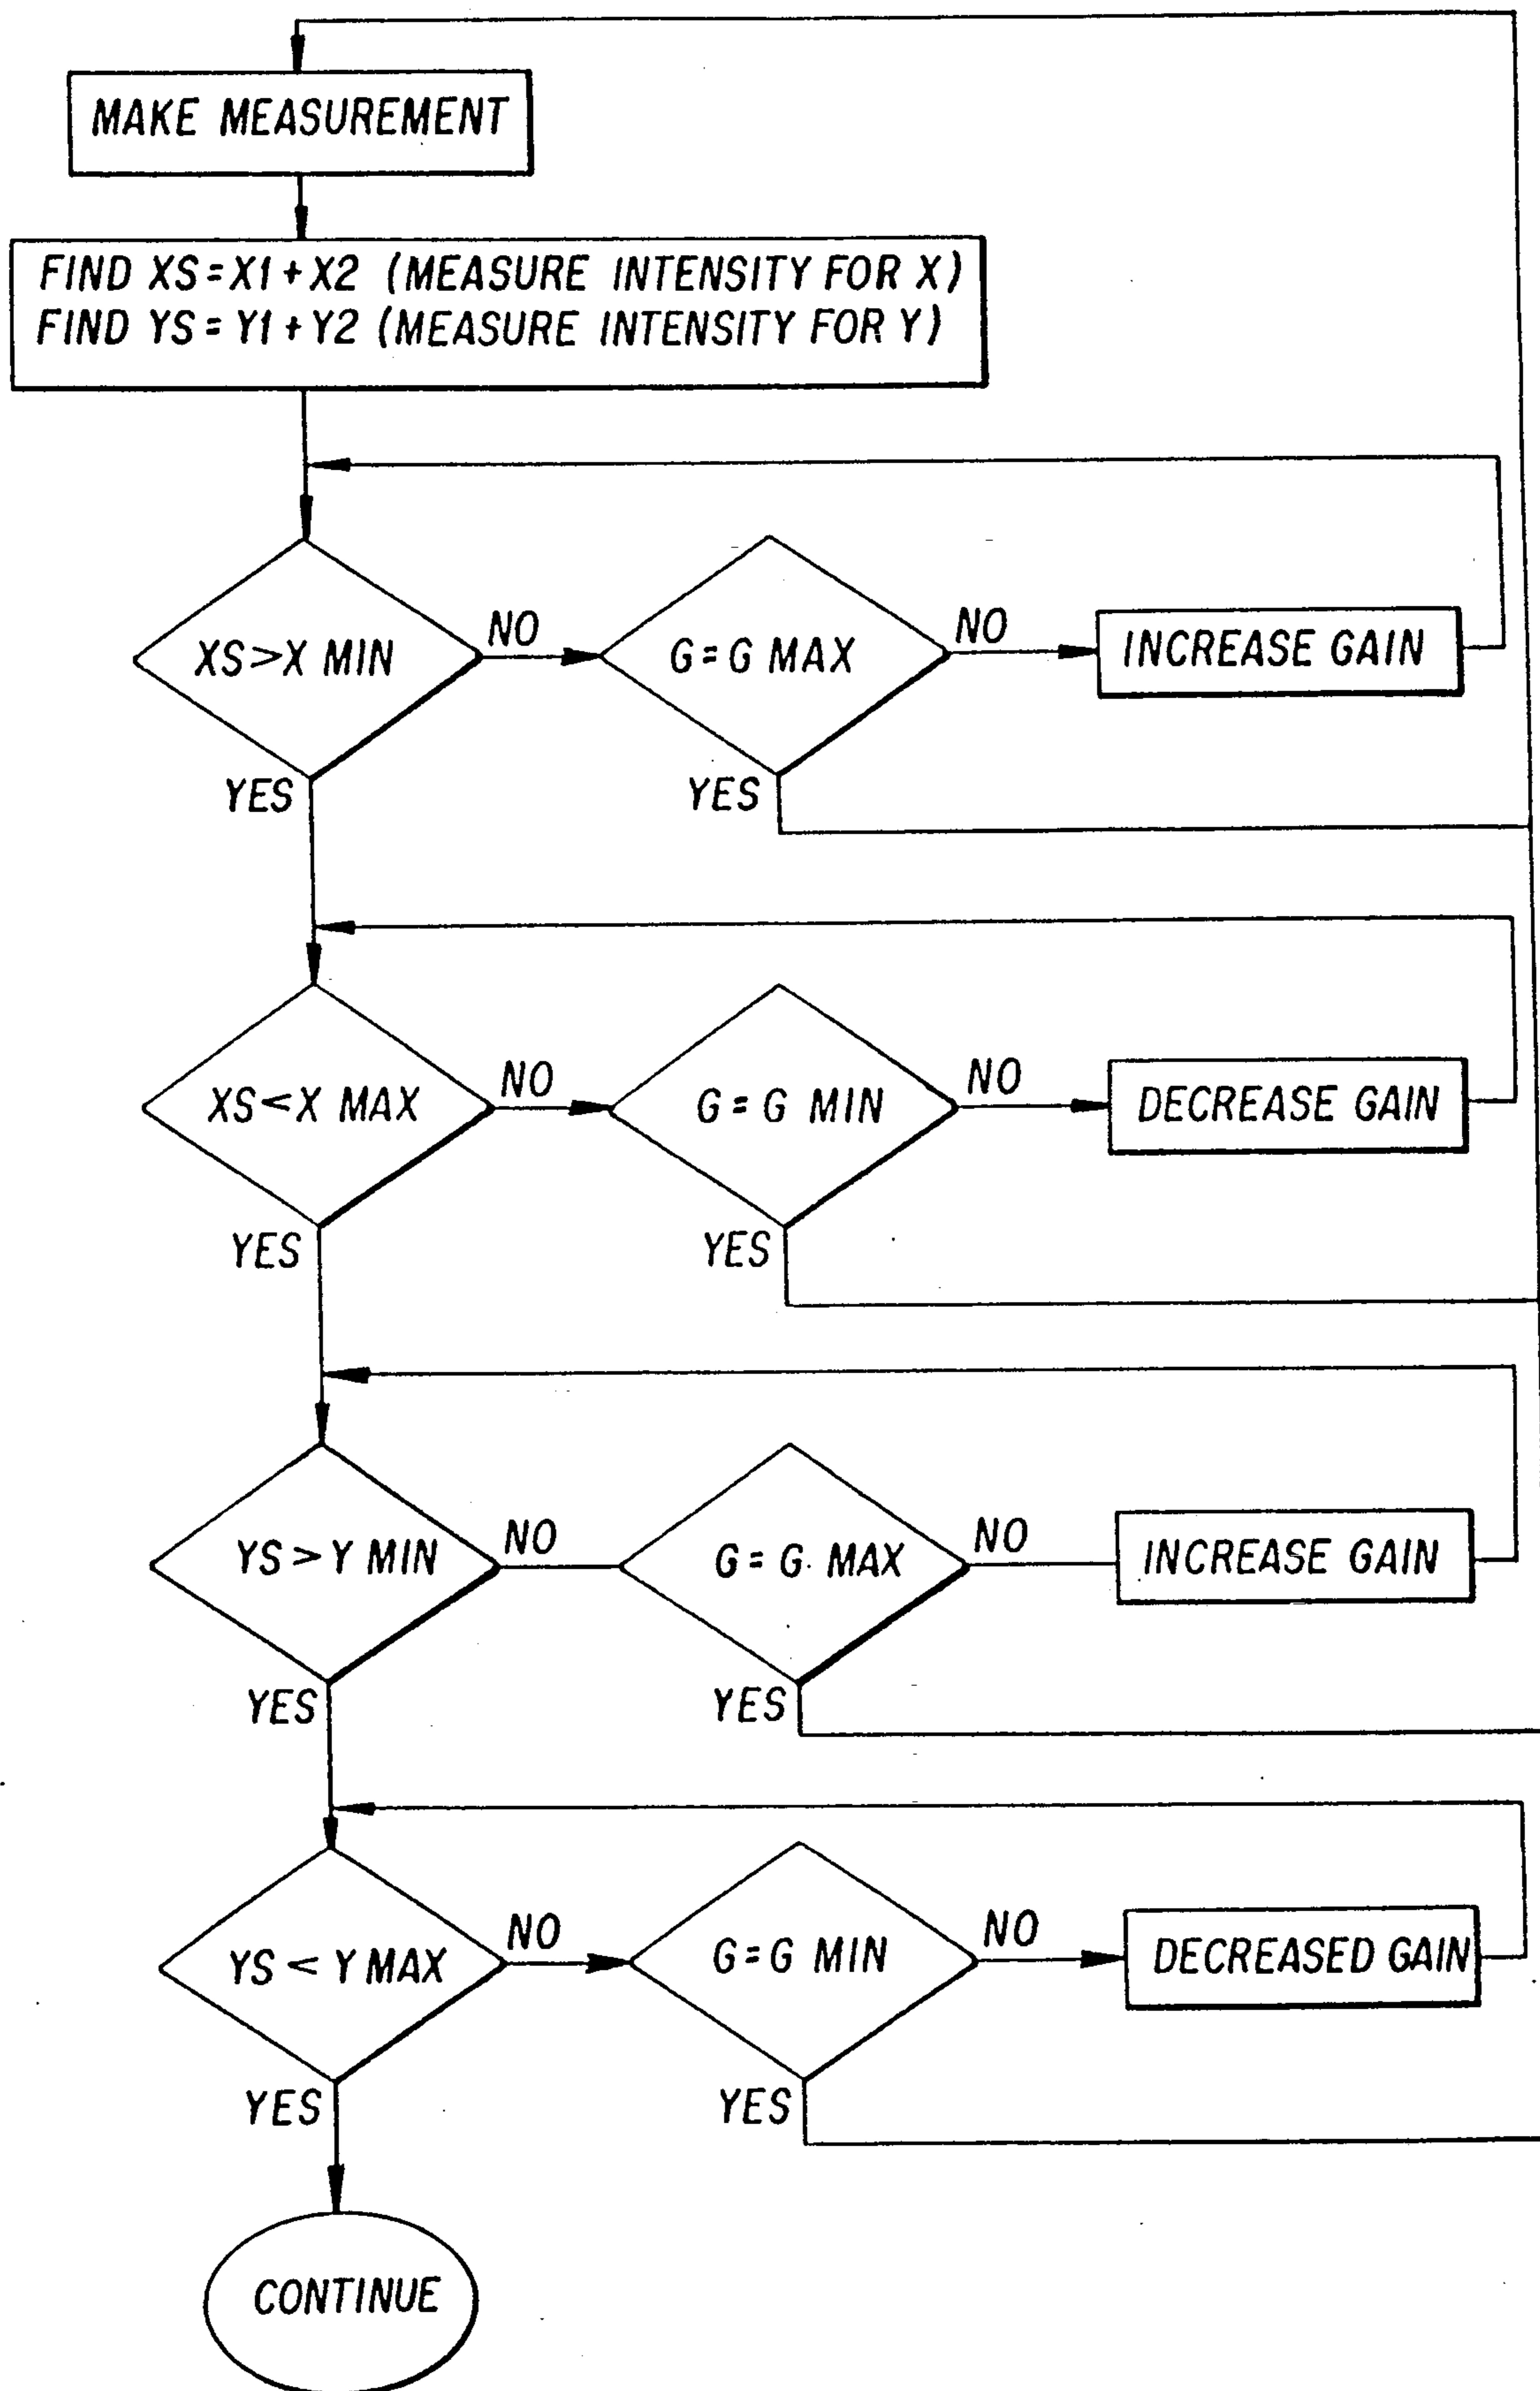 MAKE MEASUREMENT
FIND XS=X1+X2 (MEASURE INTENSITY FOR X)
FIND YS=Y1+Y2 (MEASURE INTENSITY FOR Y)
XS>X MIN
NO
G=G MAX
NO
INCREASE GAIN
YES
YES
XS<X MAX
NO
G=G MIN
NO
DECREASE GAIN
YES
YES
YS>Y MIN
NO
G=G MAX
NO
INCREASE GAIN
YES
YES
YS<Y MAX
NO
G=G MIN
NO
DECREASED GAIN
YES
YES
CONTINUE